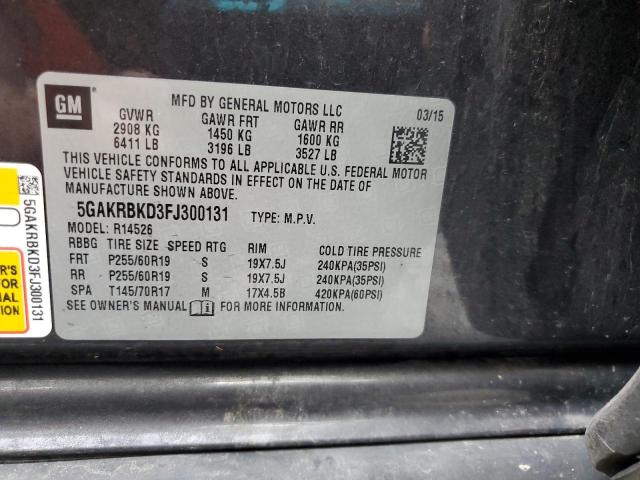 GM
MFD BY GENERAL MOTORS LLC
03/15
GVWR GAWR FRT GAWR RR
2908 KG 1450 KG 1600 KG
6411 LB 3196 LB 3527 LB
THIS VEHICLE CONFORMS TO ALL APPLICABLE U.S. FEDERAL MOTOR
VEHICLE SAFETY STANDARDS IN EFFECT ON THE DATE OF
MANUFACTURE SHOWN ABOVE.
5GAKRBKD3FJ300131 TYPE: M.P.V.
MODEL: R14526
RBBG TIRE SIZE SPEED RTG RIM COLD TIRE PRESSURE
FRT P255/60R19 S 19X7.5J 240KPA(35PSI)
RR P255/60R19 S 19X7.5J 240KPA(35PSI)
SPA T145/70R17 M 17X4.5B 420KPA(60PSI)
SEE OWNER'S MANUAL FOR MORE INFORMATION.
5GAKRBKD3FJ300131
ER'S
AL
ONAL
TION